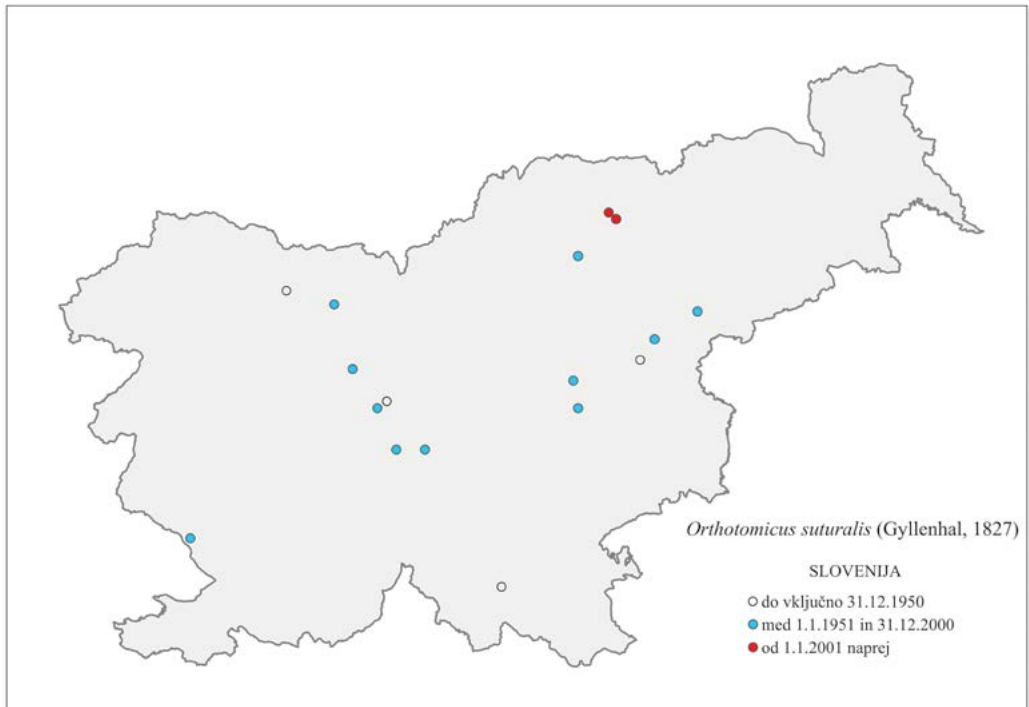 Orthotomicus suturalis (Gyllenhal, 1827)
SLOVENIJA
do vključno 31.12.1950
med 1.1.1951 in 31.12.2000
od 1.1.2001 naprej